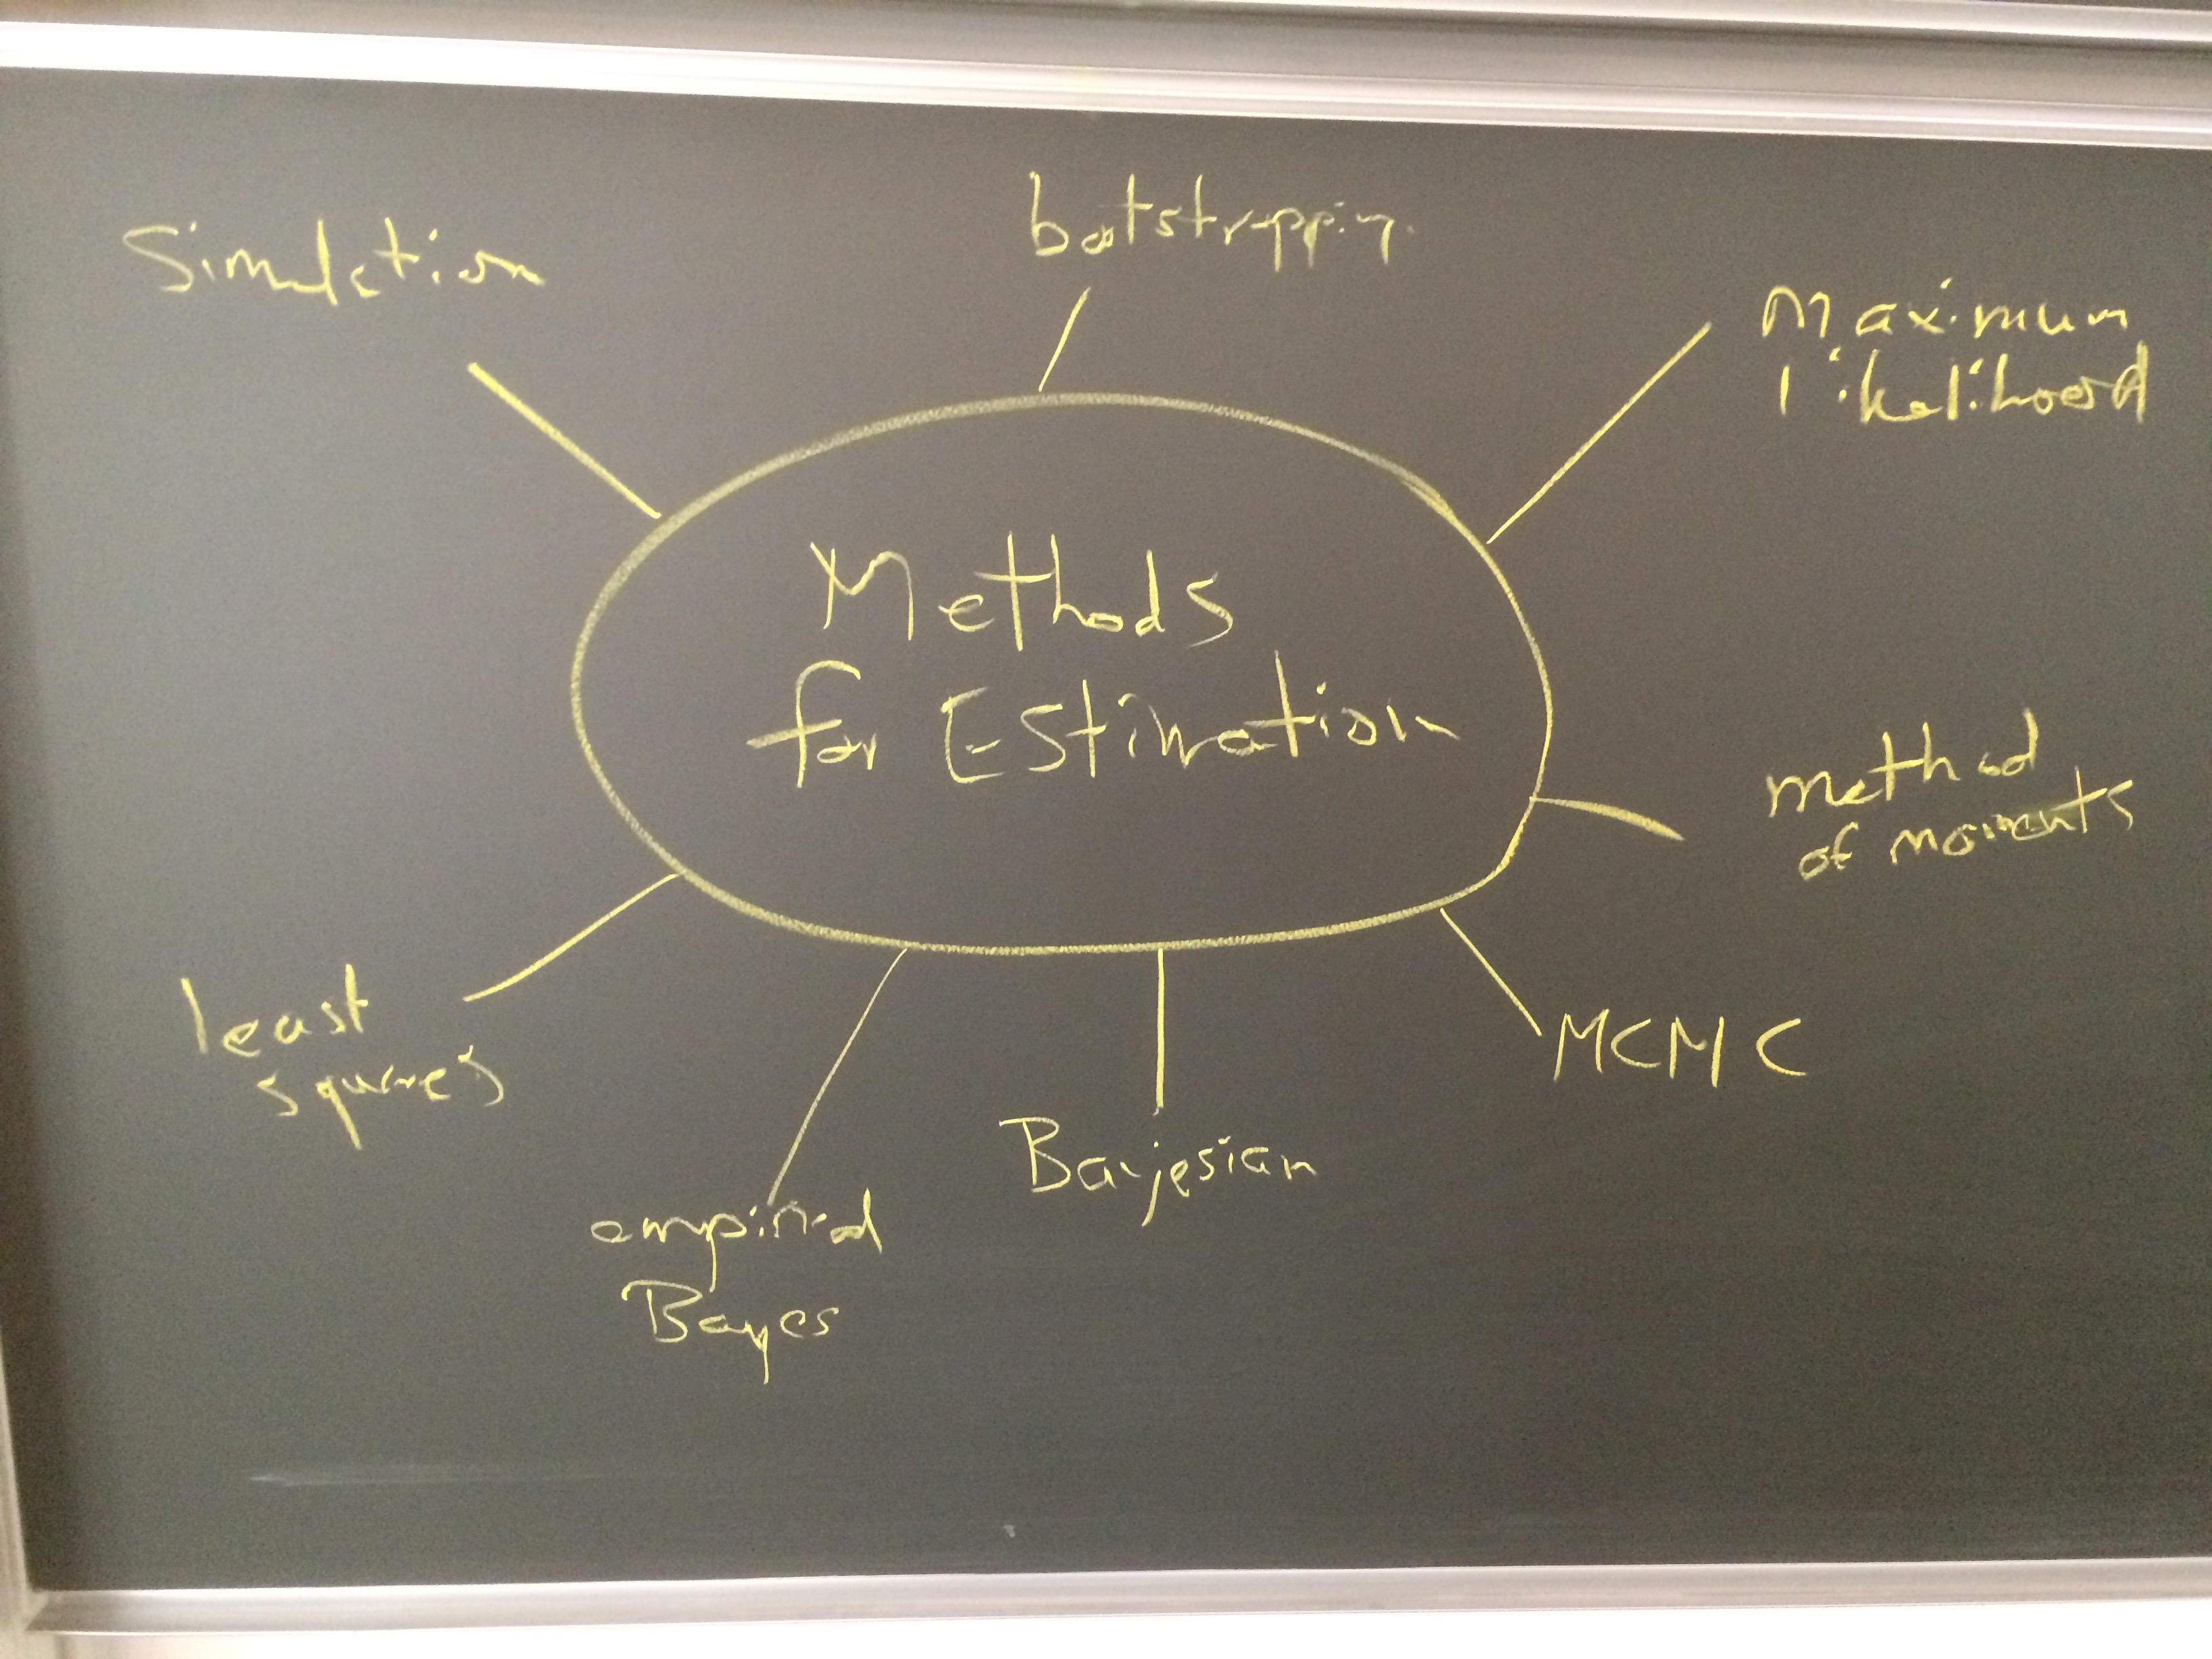 Simulation
bootstrapping
Maximum
likelihood
Methods
for Estimation
method
of moments
MCMC
Bayesian
empirical
Bayes
least
squares